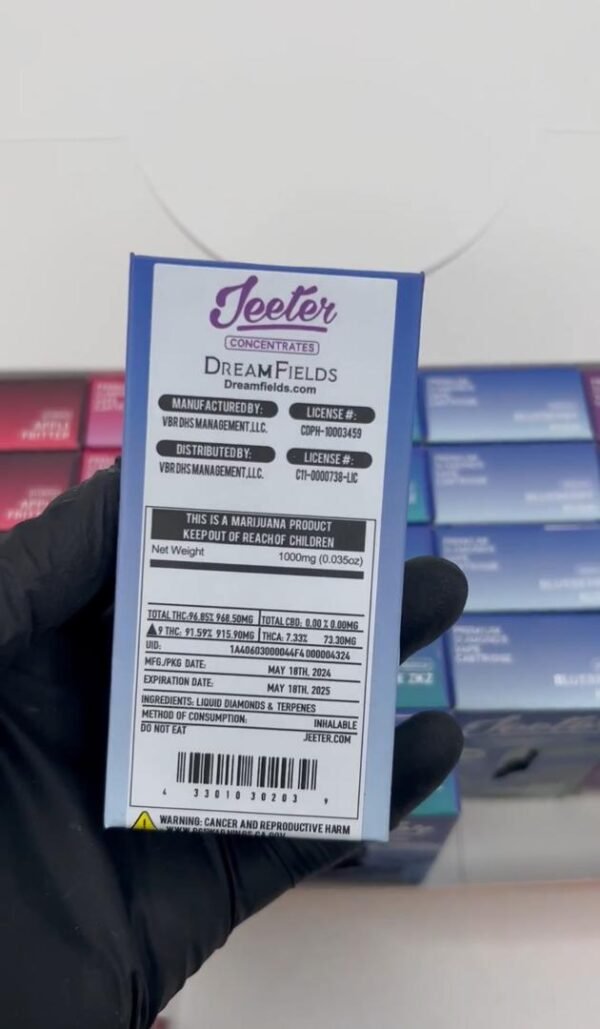 Jeeter
CONCENTRATES
DREAMFIELDS
Dreamfields.com
MANUFACTURED BY:
LICENSE #:
VBR DHS MANAGEMENT,LLC.
CDPH-10003459
DISTRIBUTED BY:
LICENSE #:
VBR DHS MANAGEMENT,LLC.
C11-0000738-LIC
THIS IS A MARIJUANA PRODUCT
KEEP OUT OF REACH OF CHILDREN
Net Weight 1000mg (0.035oz)
TOTAL THC:96.85% 968.50MG TOTAL CBD: 0.00% 0.00MG
9 THC: 91.59% 915.90MG THCA: 7.33% 73.30MG
UID: 1A40603000044F4000004324
MFG./PKG DATE: MAY 18TH, 2024
EXPIRATION DATE: MAY 18TH, 2025
INGREDIENTS: LIQUID DIAMONDS & TERPENES
METHOD OF CONSUMPTION: INHALABLE
DO NOT EAT JEETER.COM
4 33010 30203 9
WARNING: CANCER AND REPRODUCTIVE HARM